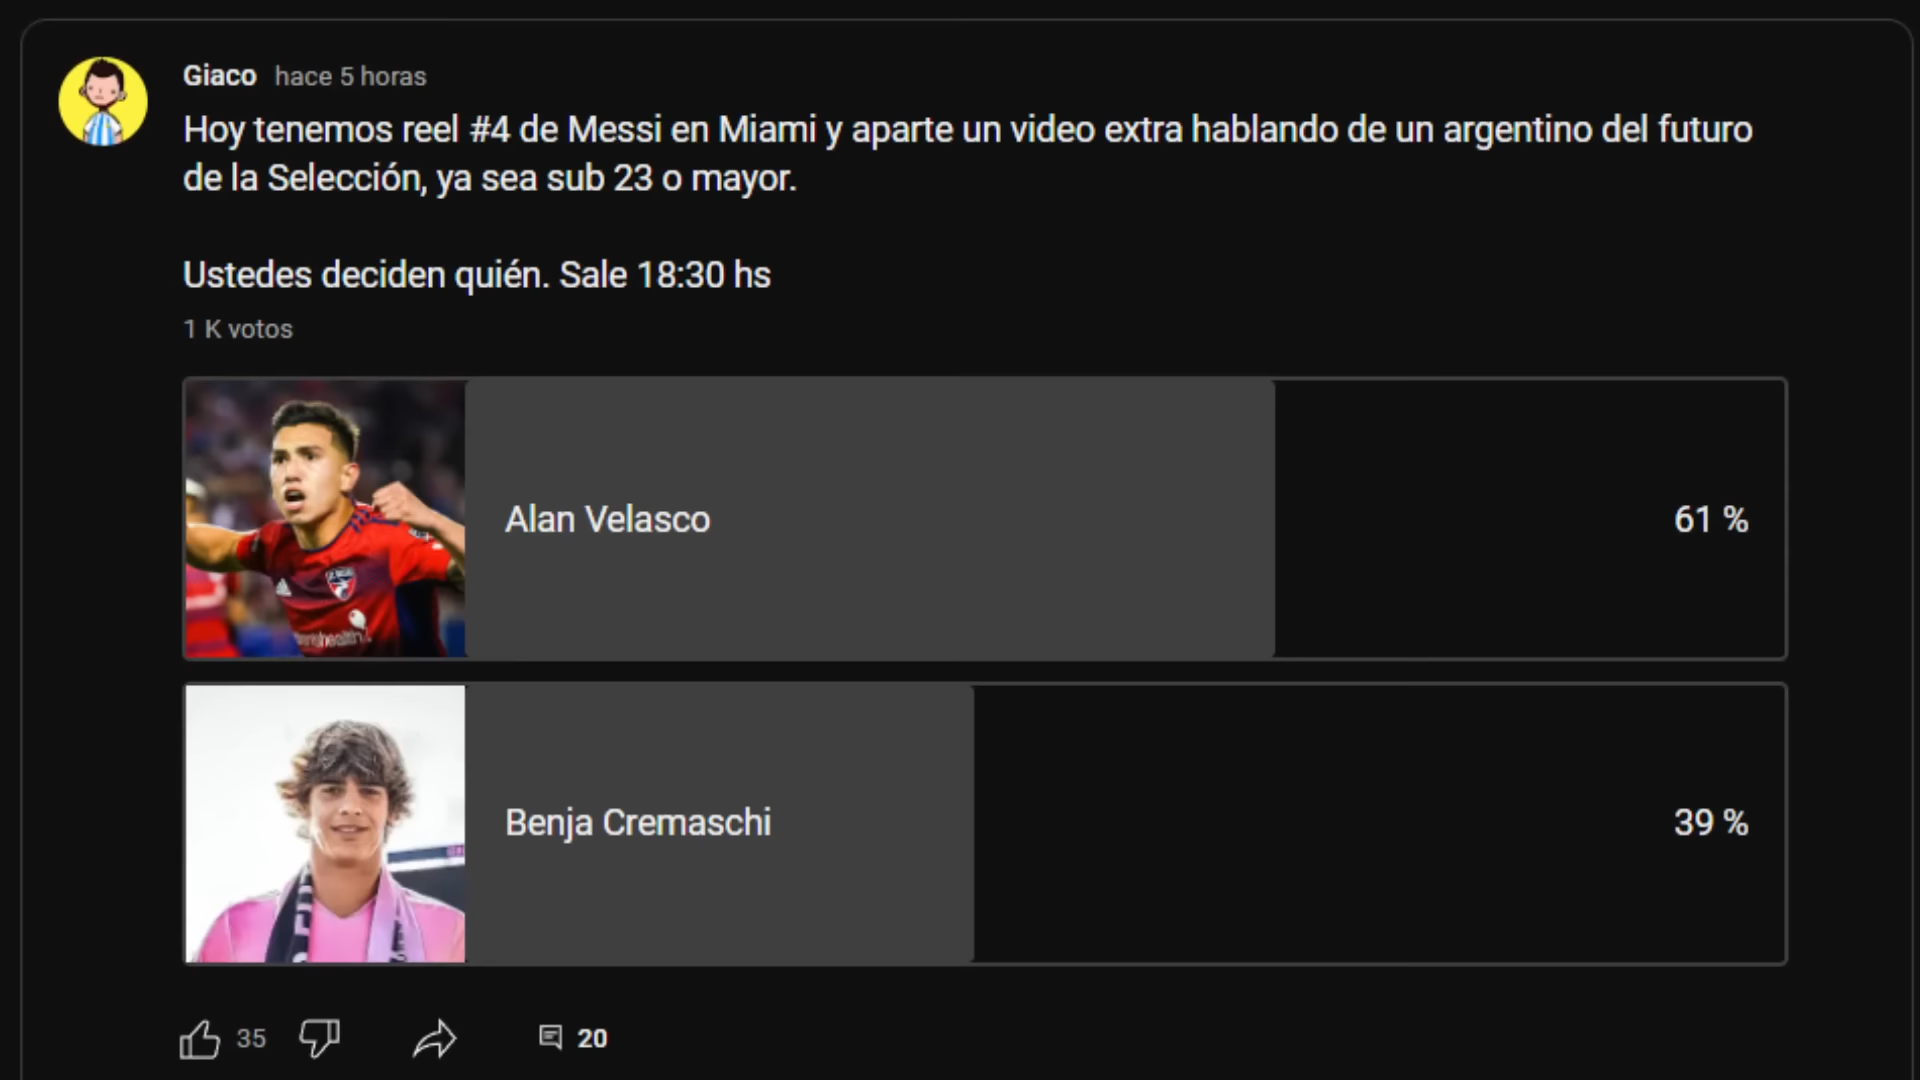 Giaco hace 5 horas
Hoy tenemos reel #4 de Messi en Miami y aparte un video extra hablando de un argentino del futuro
de la Selección, ya sea sub 23 o mayor.
Ustedes deciden quién. Sale 18:30 hs
1 K votos
Alan Velasco 61 %
Benja Cremaschi 39 %
35 20